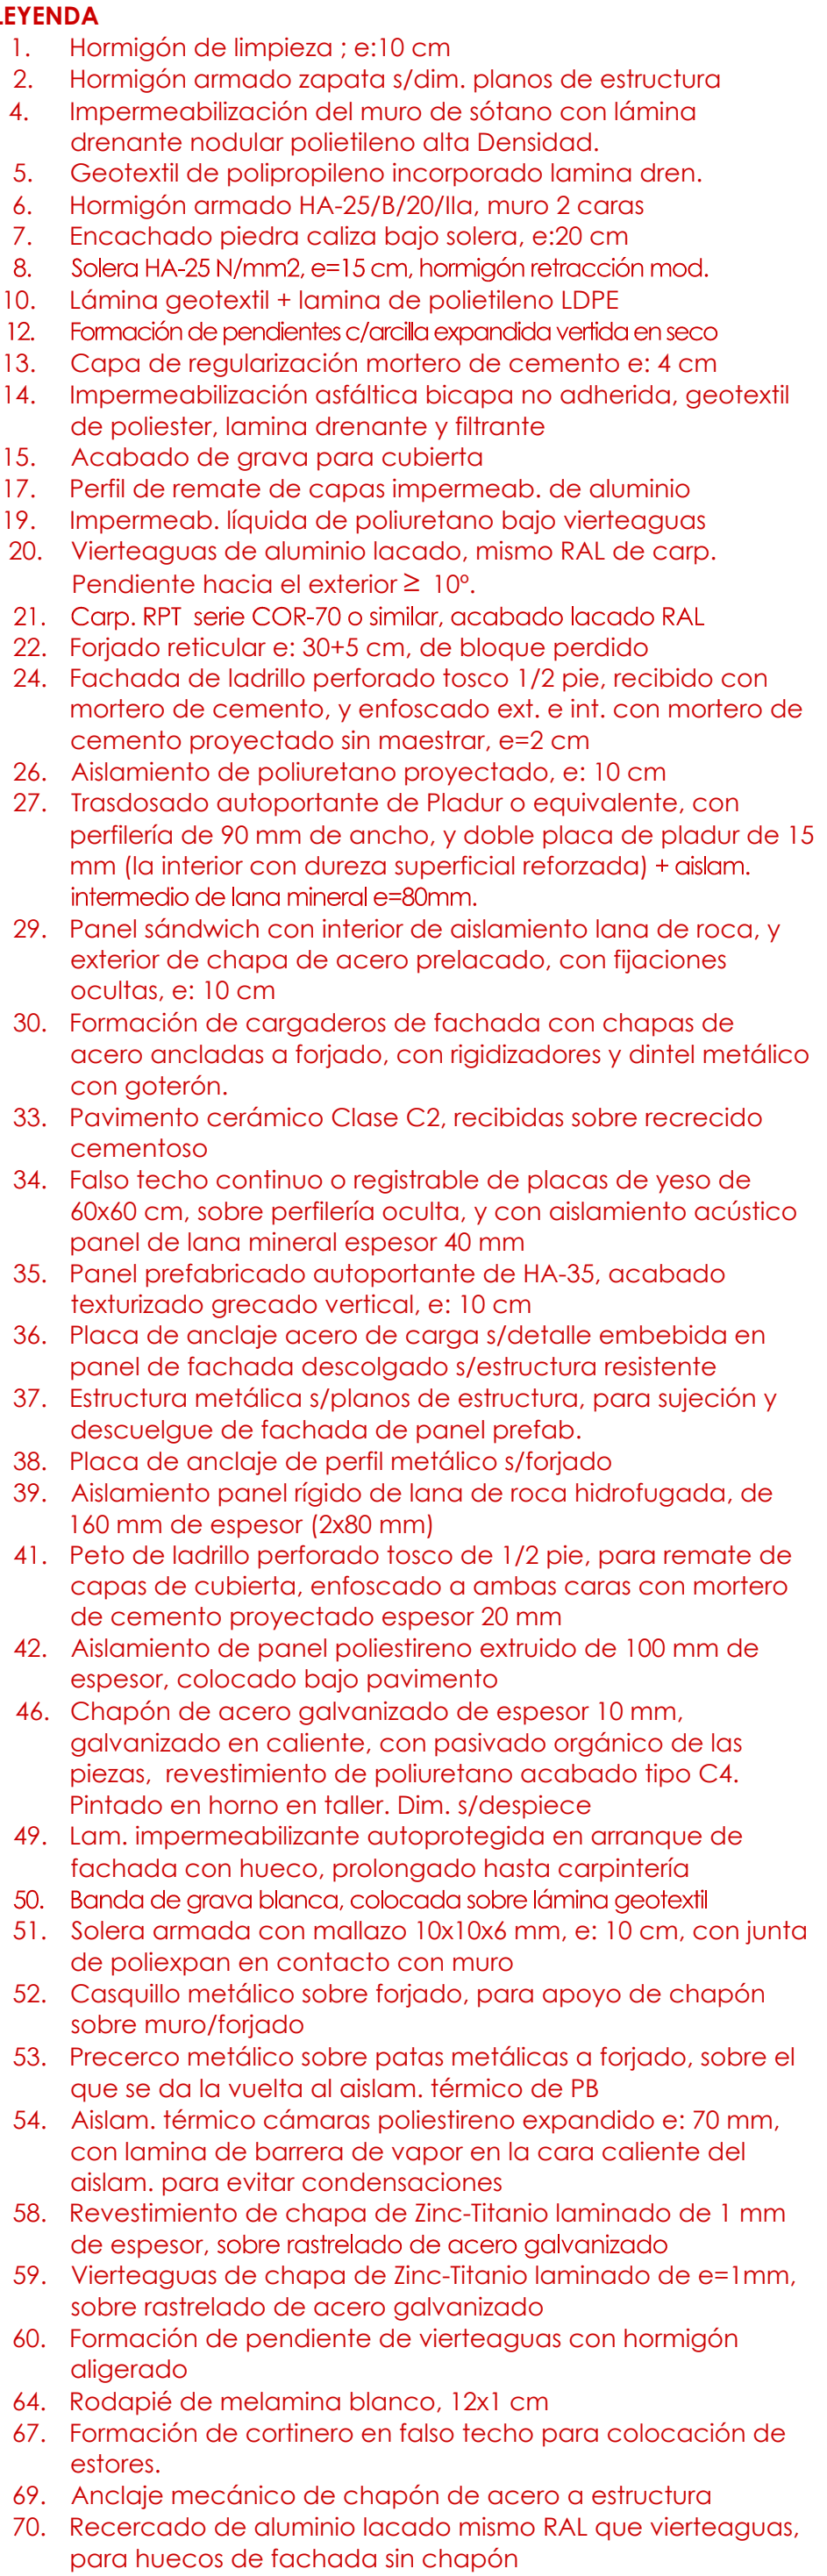 LEYENDA
1. Hormigón de limpieza ; e:10 cm
2. Hormigón armado zapata s/dim. planos de estructura
4. Impermeabilización del muro de sótano con lámina
drenante nodular polietileno alta Densidad.
5. Geotextil de polipropileno incorporado lamina dren.
6. Hormigón armado HA-25/B/20/IIa, muro 2 caras
7. Encachado piedra caliza bajo solera, e:20 cm
8. Solera HA-25 N/mm2, e=15 cm, hormigón retracción mod.
10. Lámina geotextil + lamina de polietileno LDPE
12. Formación de pendientes c/arcilla expandida vertida en seco
13. Capa de regularización mortero de cemento e: 4 cm
14. Impermeabilización asfáltica bicapa no adherida, geotextil
de poliester, lamina drenante y filtrante
15. Acabado de grava para cubierta
17. Perfil de remate de capas impermeab. de aluminio
19. Impermeab. líquida de poliuretano bajo vierteaguas
20. Vierteaguas de aluminio lacado, mismo RAL de carp.
Pendiente hacia el exterior ≥ 10º.
21. Carp. RPT serie COR-70 o similar, acabado lacado RAL
22. Forjado reticular e: 30+5 cm, de bloque perdido
24. Fachada de ladrillo perforado tosco 1/2 pie, recibido con
mortero de cemento, y enfoscado ext. e int. con mortero de
cemento proyectado sin maestrar, e=2 cm
26. Aislamiento de poliuretano proyectado, e: 10 cm
27. Trasdosado autoportante de Pladur o equivalente, con
perfilería de 90 mm de ancho, y doble placa de pladur de 15
mm (la interior con dureza superficial reforzada) + aislam.
intermedio de lana mineral e=80mm.
29. Panel sándwich con interior de aislamiento lana de roca, y
exterior de chapa de acero prelacado, con fijaciones
ocultas, e: 10 cm
30. Formación de cargaderos de fachada con chapas de
acero ancladas a forjado, con rigidizadores y dintel metálico
con goterón.
33. Pavimento cerámico Clase C2, recibidas sobre recrecido
cementoso
34. Falso techo continuo o registrable de placas de yeso de
60x60 cm, sobre perfilería oculta, y con aislamiento acústico
panel de lana mineral espesor 40 mm
35. Panel prefabricado autoportante de HA-35, acabado
texturizado grecado vertical, e: 10 cm
36. Placa de anclaje acero de carga s/detalle embebida en
panel de fachada descolgado s/estructura resistente
37. Estructura metálica s/planos de estructura, para sujeción y
descuelgue de fachada de panel prefab.
38. Placa de anclaje de perfil metálico s/forjado
39. Aislamiento panel rígido de lana de roca hidrofugada, de
160 mm de espesor (2x80 mm)
41. Peto de ladrillo perforado tosco de 1/2 pie, para remate de
capas de cubierta, enfoscado a ambas caras con mortero
de cemento proyectado espesor 20 mm
42. Aislamiento de panel poliestireno extruido de 100 mm de
espesor, colocado bajo pavimento
46. Chapón de acero galvanizado de espesor 10 mm,
galvanizado en caliente, con pasivado orgánico de las
piezas, revestimiento de poliuretano acabado tipo C4.
Pintado en horno en taller. Dim. s/despiece
49. Lam. impermeabilizante autoprotegida en arranque de
fachada con hueco, prolongado hasta carpintería
50. Banda de grava blanca, colocada sobre lámina geotextil
51. Solera armada con mallazo 10x10x6 mm, e: 10 cm, con junta
de poliexpan en contacto con muro
52. Casquillo metálico sobre forjado, para apoyo de chapón
sobre muro/forjado
53. Precerco metálico sobre patas metálicas a forjado, sobre el
que se da la vuelta al aislam. térmico de PB
54. Aislam. térmico cámaras poliestireno expandido e: 70 mm,
con lamina de barrera de vapor en la cara caliente del
aislam. para evitar condensaciones
58. Revestimiento de chapa de Zinc-Titanio laminado de 1 mm
de espesor, sobre rastrelado de acero galvanizado
59. Vierteaguas de chapa de Zinc-Titanio laminado de e=1mm,
sobre rastrelado de acero galvanizado
60. Formación de pendiente de vierteaguas con hormigón
aligerado
64. Rodapié de melamina blanco, 12x1 cm
67. Formación de cortinero en falso techo para colocación de
estores.
69. Anclaje mecánico de chapón de acero a estructura
70. Recercado de aluminio lacado mismo RAL que vierteaguas,
para huecos de fachada sin chapón